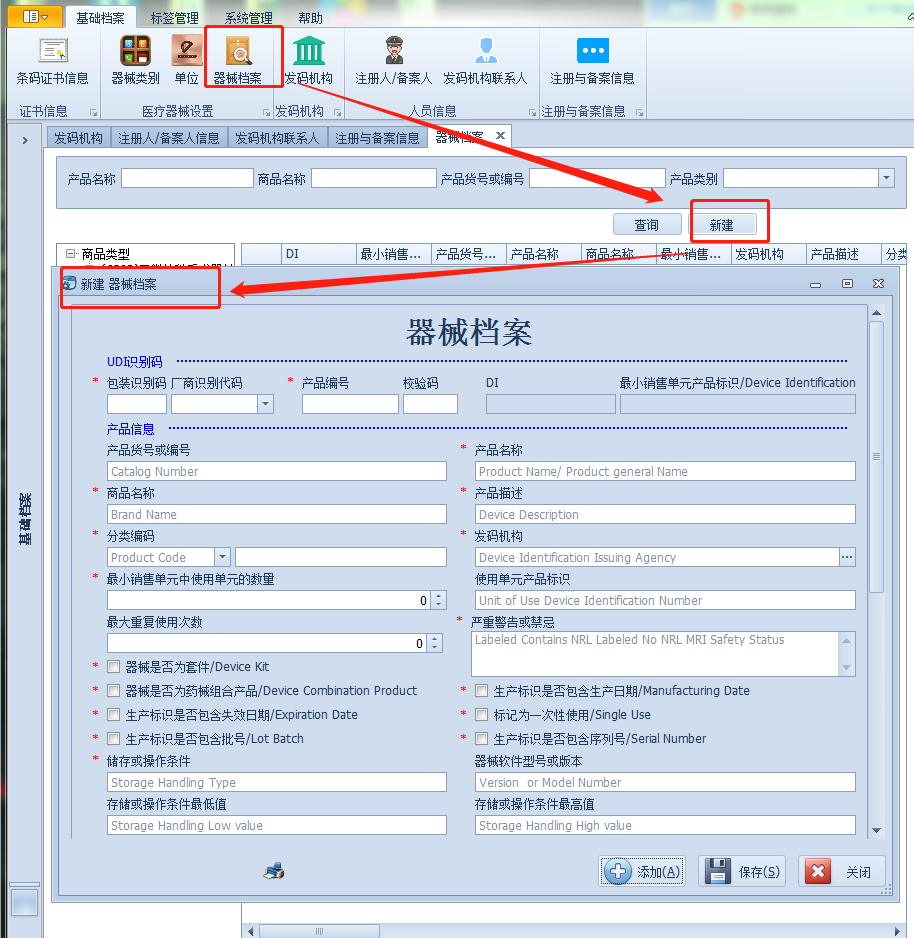 基础档案 标签管理 系统管理 帮助
条码证书信息 器械类别 单位 器械档案 发码机构 注册人/备案人 发码机构联系人 注册与备案信息
证书信息 医疗器械设置 发码机构 人员信息 注册与备案信息
发码机构 注册人/备案人信息 发码机构联系人 注册与备案信息 器械档案
产品名称 商品名称 产品货号或编号 产品类别
查询 新建
商品类型 DI 最小销售... 产品货号... 产品名称 商品名称 最小销售... 发码机构 产品描述 分类
新建 器械档案
器械档案
UDI识别码
* 包装识别码 厂商识别代码 * 产品编号 校验码 DI 最小销售单元产品标识/Device Identification
产品信息
产品货号或编号 * 产品名称
Catalog Number Product Name/ Product general Name
* 商品名称 * 产品描述
Brand Name Device Description
* 分类编码 * 发码机构
Product Code Device Identification Issuing Agency
* 最小销售单元中使用单元的数量 使用单元产品标识
0 Unit of Use Device Identification Number
最大重复使用次数 * 严重警告或禁忌
0 Labeled Contains NRL Labeled No NRL MRI Safety Status
* 器械是否为套件/Device Kit
* 器械是否为药械组合产品/Device Combination Product * 生产标识是否包含生产日期/Manufacturing Date
* 生产标识是否包含失效日期/Expiration Date * 标记为一次性使用/Single Use
* 生产标识是否包含批号/Lot Batch * 生产标识是否包含序列号/Serial Number
* 储存或操作条件 器械软件型号或版本
Storage Handling Type Version or Model Number
存储或操作条件最低值 存储或操作条件最高值
Storage Handling Low value Storage Handling High value
添加(A) 保存(S) 关闭
基础档案